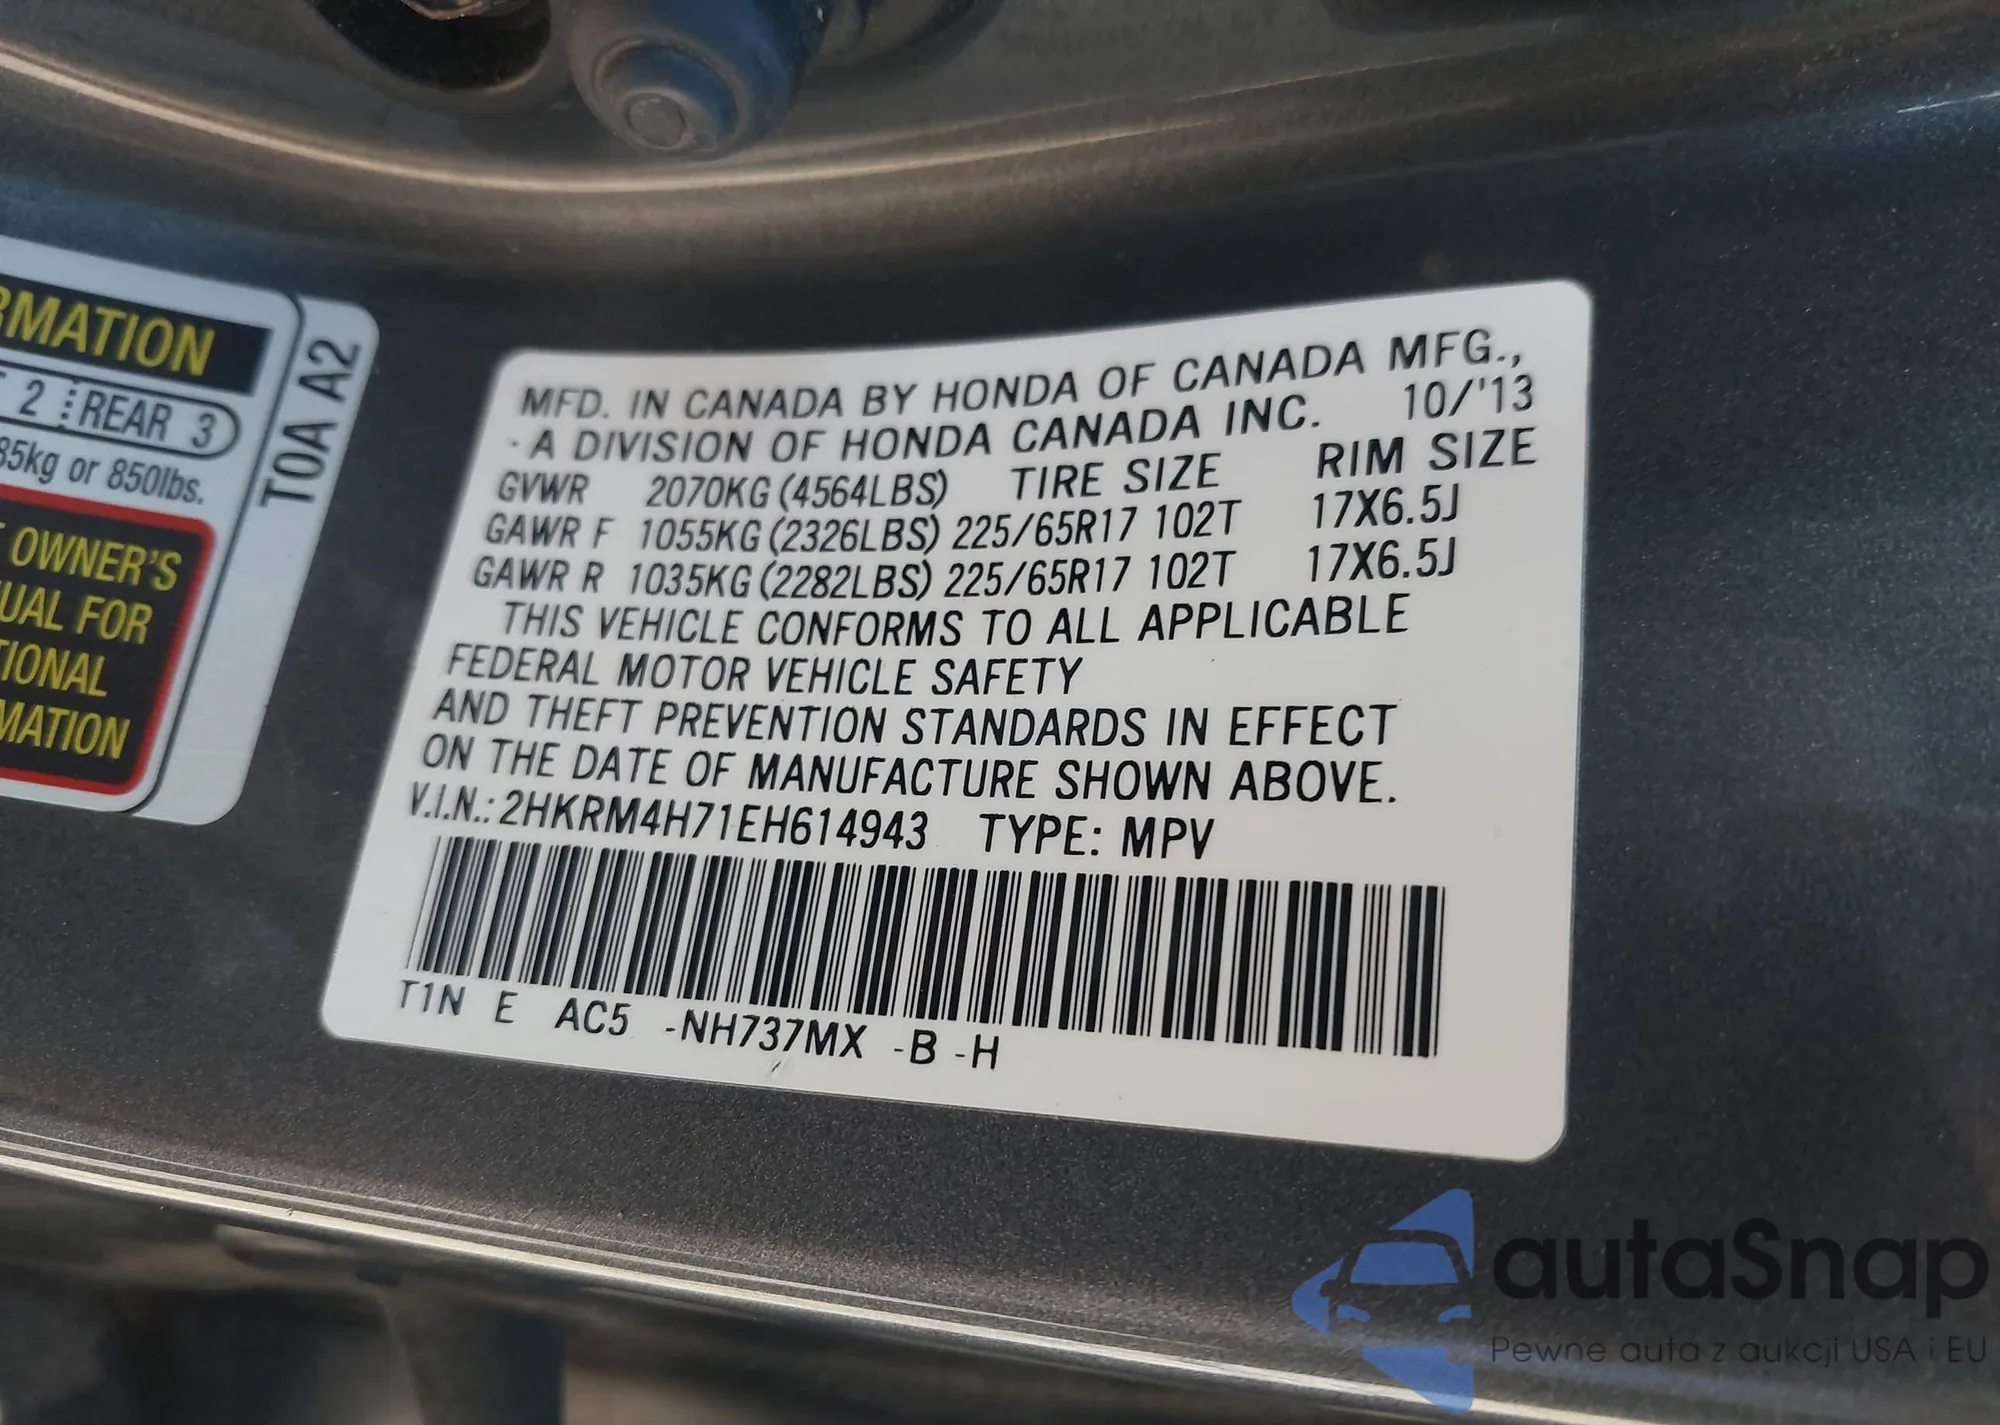 RMATION
2 REAR 3
85kg or 850lbs.
OWNER'S
UAL FOR
TIONAL
MATION
T0A A2
MFD. IN CANADA BY HONDA OF CANADA MFG.,
- A DIVISION OF HONDA CANADA INC. 10/'13
GVWR 2070KG (4564LBS) TIRE SIZE RIM SIZE
GAWR F 1055KG (2326LBS) 225/65R17 102T 17X6.5J
GAWR R 1035KG (2282LBS) 225/65R17 102T 17X6.5J
THIS VEHICLE CONFORMS TO ALL APPLICABLE
FEDERAL MOTOR VEHICLE SAFETY
AND THEFT PREVENTION STANDARDS IN EFFECT
ON THE DATE OF MANUFACTURE SHOWN ABOVE.
V.I.N.: 2HKRM4H71EH614943 TYPE: MPV
T1N E AC5 -NH737MX -B -H
autaSnap
Pewne auta z aukcji USA i EU